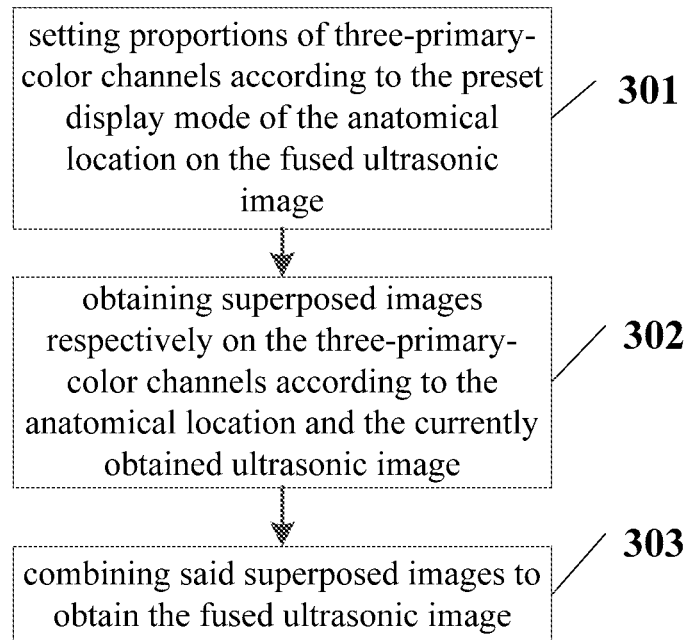 setting proportions of three-primary-
color channels according to the preset
display mode of the anatomical
location on the fused ultrasonic
image
301
obtaining superposed images
respectively on the three-primary-
color channels according to the
anatomical location and the currently
obtained ultrasonic image
302
combining said superposed images to
obtain the fused ultrasonic image
303